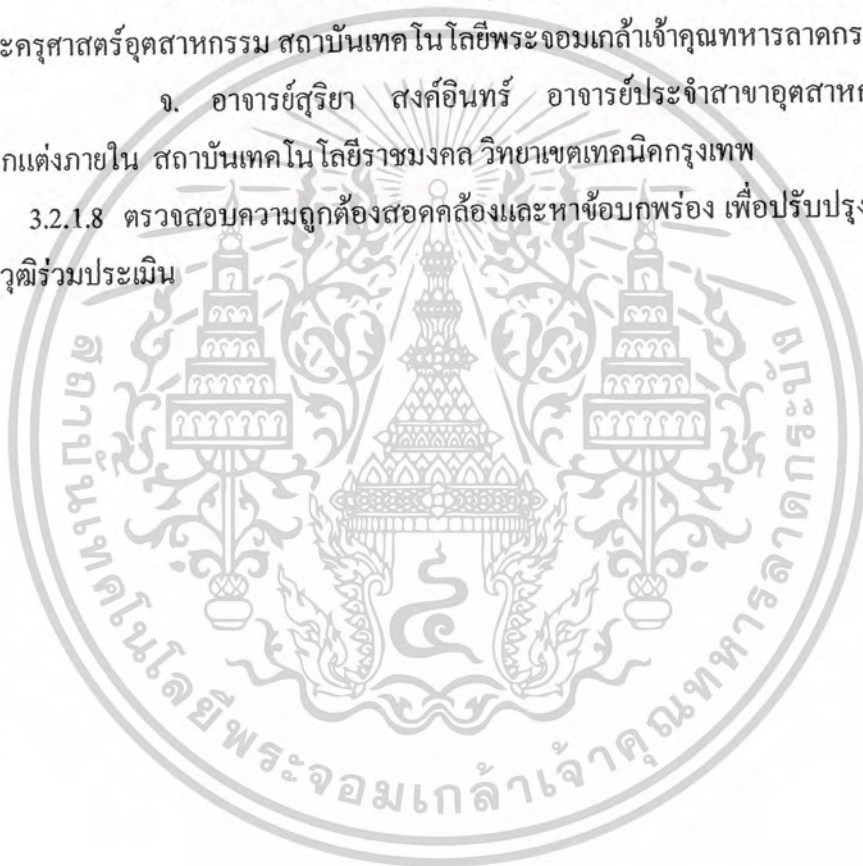 ะครุศาสตร์อุตสาหกรรม สถาบันเทคโนโลยีพระจอมเกล้าเจ้าคุณทหารลาดกร
จ. อาจารย์สุริยา สงค์อินทร์ อาจารย์ประจำสาขาอุตสาห
กแต่งภายใน สถาบันเทคโนโลยีราชมงคล วิทยาเขตเทคนิคกรุงเทพ
3.2.1.8 ตรวจสอบความถูกต้องสอดคล้องและหาข้อบกพร่อง เพื่อปรับปรุง
วุฒิร่วมประเมิน
สถาบันเทคโนโลยีพระจอมเกล้าเจ้าคุณทหารลาดกระบัง